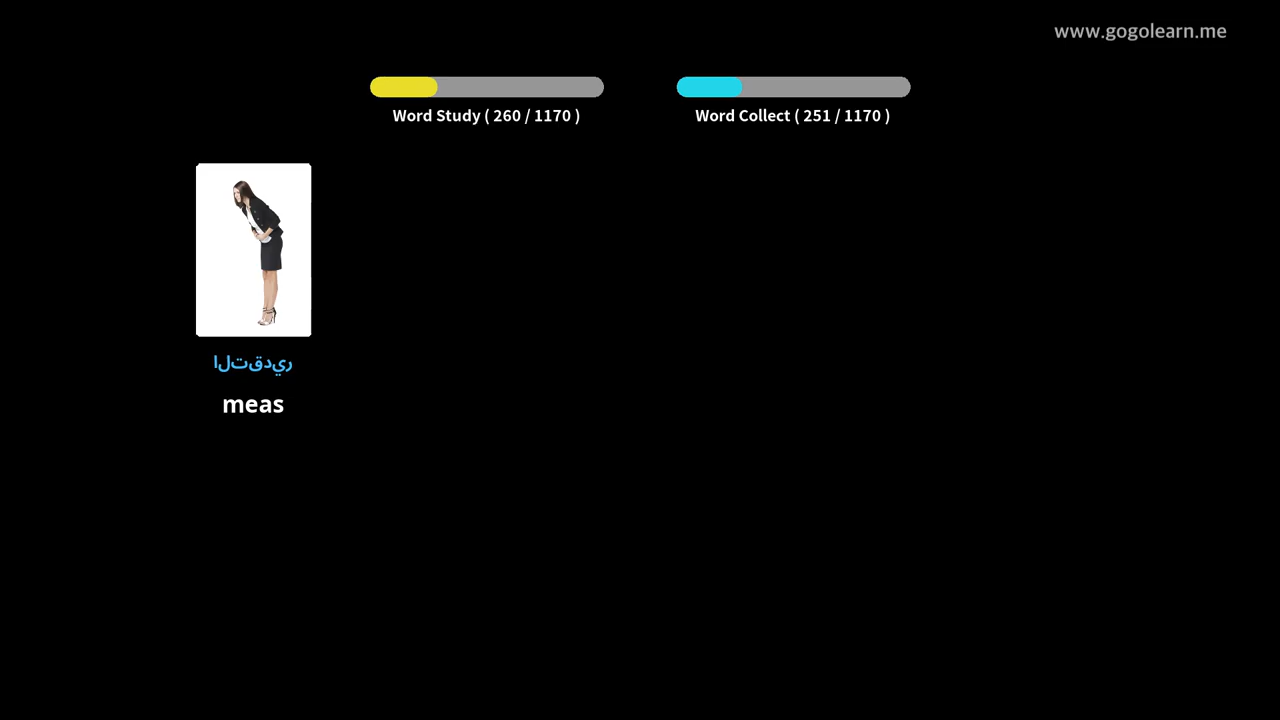 www.gogolearn.me
Word Study ( 260 / 1170 )
Word Collect ( 251 / 1170 )
التقدير
meas